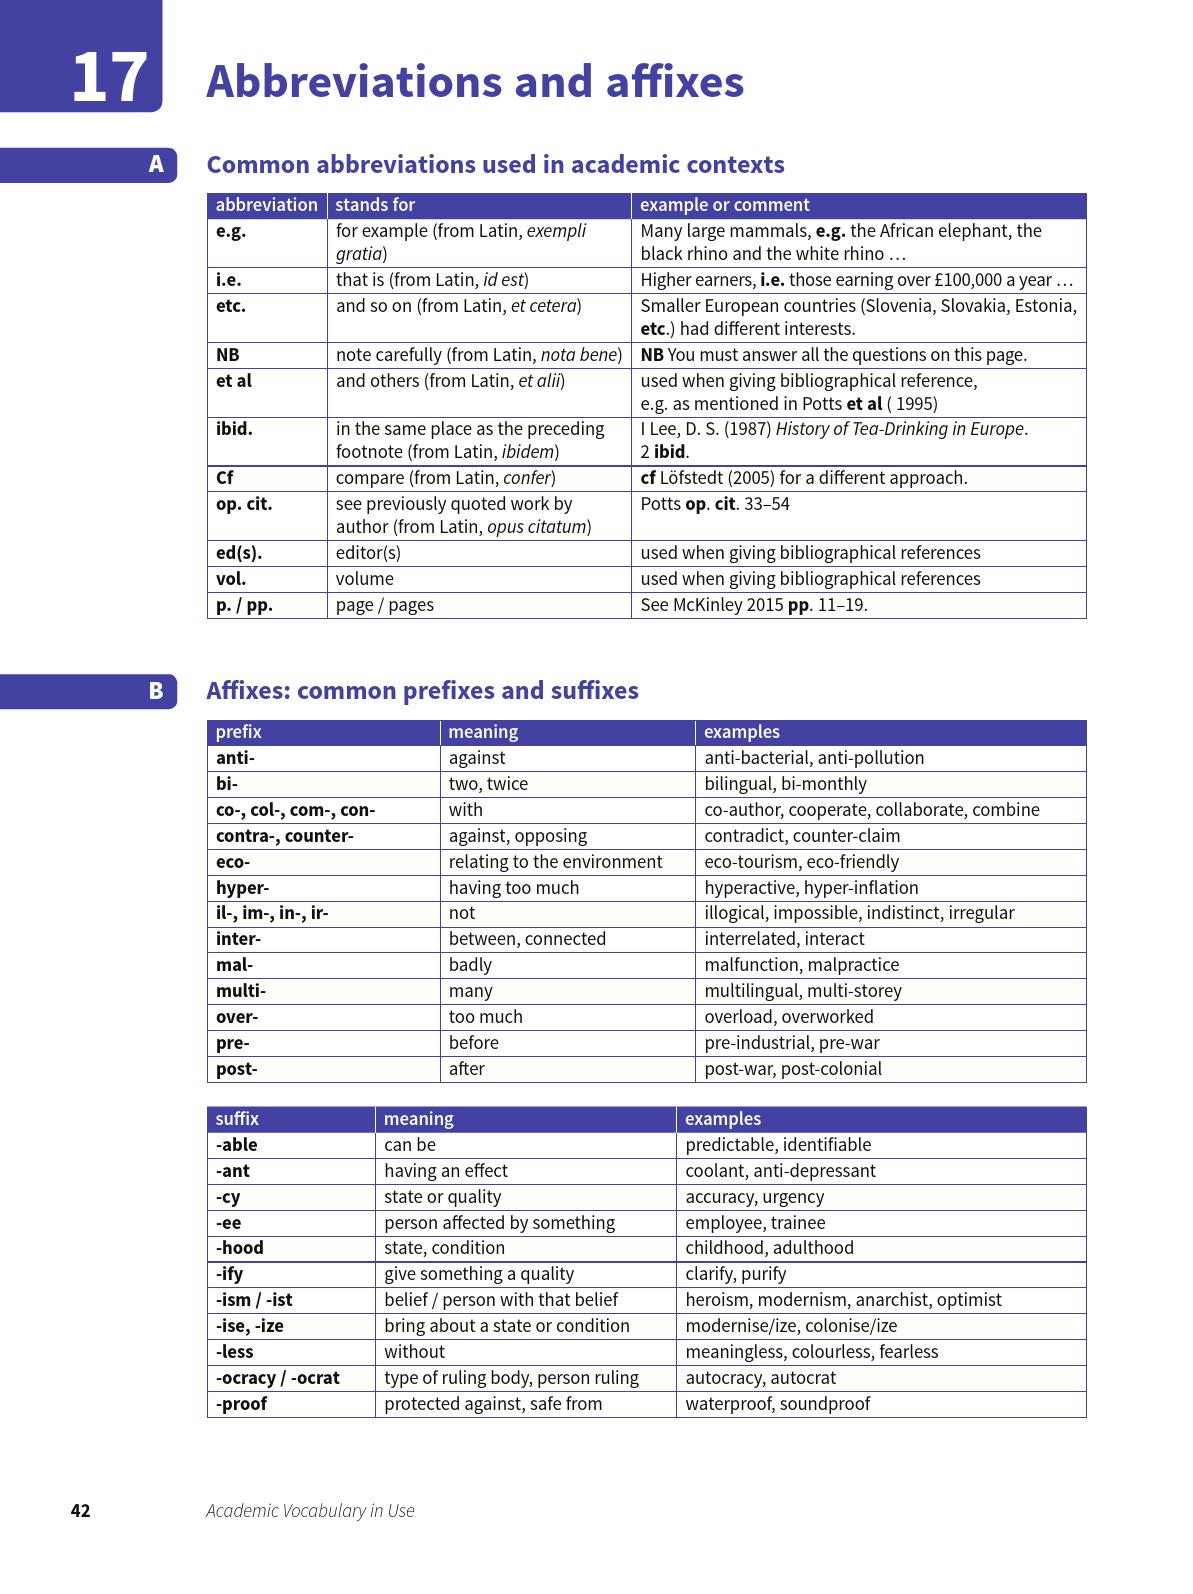 17
Abbreviations and affixes
A
Common abbreviations used in academic contexts
abbreviation stands for example or comment
e.g. for example (from Latin, exempli gratia) Many large mammals, e.g. the African elephant, the black rhino and the white rhino …
i.e. that is (from Latin, id est) Higher earners, i.e. those earning over £100,000 a year …
etc. and so on (from Latin, et cetera) Smaller European countries (Slovenia, Slovakia, Estonia, etc.) had different interests.
NB note carefully (from Latin, nota bene) NB You must answer all the questions on this page.
et al and others (from Latin, et alii) used when giving bibliographical reference, e.g. as mentioned in Potts et al ( 1995)
ibid. in the same place as the preceding footnote (from Latin, ibidem) I Lee, D. S. (1987) History of Tea-Drinking in Europe. 2 ibid.
Cf compare (from Latin, confer) cf Löfstedt (2005) for a different approach.
op. cit. see previously quoted work by author (from Latin, opus citatum) Potts op. cit. 33–54
ed(s). editor(s) used when giving bibliographical references
vol. volume used when giving bibliographical references
p. / pp. page / pages See McKinley 2015 pp. 11–19.
B
Affixes: common prefixes and suffixes
prefix meaning examples
anti- against anti-bacterial, anti-pollution
bi- two, twice bilingual, bi-monthly
co-, col-, com-, con- with co-author, cooperate, collaborate, combine
contra-, counter- against, opposing contradict, counter-claim
eco- relating to the environment eco-tourism, eco-friendly
hyper- having too much hyperactive, hyper-inflation
il-, im-, in-, ir- not illogical, impossible, indistinct, irregular
inter- between, connected interrelated, interact
mal- badly malfunction, malpractice
multi- many multilingual, multi-storey
over- too much overload, overworked
pre- before pre-industrial, pre-war
post- after post-war, post-colonial
suffix meaning examples
-able can be predictable, identifiable
-ant having an effect coolant, anti-depressant
-cy state or quality accuracy, urgency
-ee person affected by something employee, trainee
-hood state, condition childhood, adulthood
-ify give something a quality clarify, purify
-ism / -ist belief / person with that belief heroism, modernism, anarchist, optimist
-ise, -ize bring about a state or condition modernise/ize, colonise/ize
-less without meaningless, colourless, fearless
-ocracy / -ocrat type of ruling body, person ruling autocracy, autocrat
-proof protected against, safe from waterproof, soundproof
42 Academic Vocabulary in Use